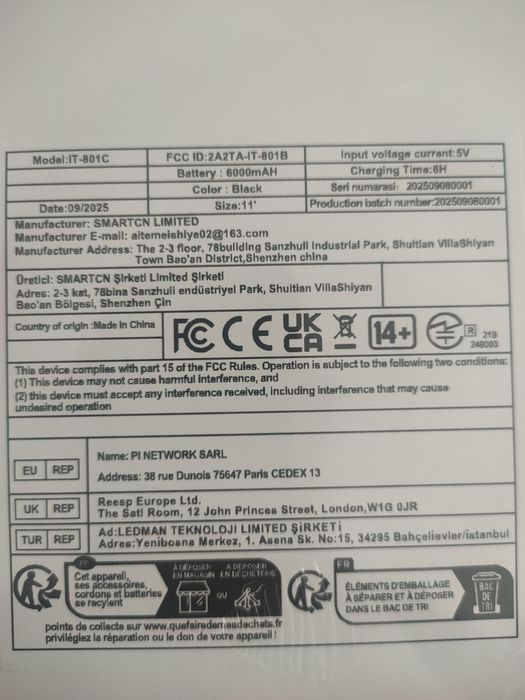 Model:IT-801C
FCC ID:2A2TA-IT-801B
Input voltage current:5V
Battery : 6000mAH
Charging Time:6H
Color : Black
Seri numarasi: 202509080001
Date:09/2025
Size:11'
Production batch number:202509080001
Manufacturer: SMARTCN LIMITED
Manufacturer E-mail: aitemeishiye02@163.com
Manufacturer Address: The 2-3 floor, 78building Sanzhuli Industrial Park, Shuitian VillaShiyan
Town Bao'an District,Shenzhen china
Üretici: SMARTCN Şirketi Limited Şirketi
Adres: 2-3 kat, 78bina Sanzhuli endüstriyel Park, Shuitian VillaShiyan
Bao'an Bölgesi, Shenzhen Çin
Country of origin :Made In China
FC CE UK CA 14+ R 219
248003
This device complies with part 15 of the FCC Rules. Operation is subject to the following two conditions:
(1) This device may not cause harmful interference, and
(2) this device must accept any interference received, including interference that may cause
undesired operation
EU REP
Name: PI NETWORK SARL
Address: 38 rue Dunois 75647 Paris CEDEX 13
UK REP
Reesp Europe Ltd.
The Sati Room, 12 John Princes Street, London,W1G 0JR
TUR REP
Ad:LEDMAN TEKNOLOJI LIMITED ŞiRKETi
Adres:Yenibosna Merkez, 1. Asena Sk. No:15, 34295 Bahçelievler/istanbul
FR
Cet appareil,
ses accessoires,
cordons et batteries
se recylent
À DÉPOSER
EN MAGASIN
OU
À DÉPOSER
EN DÉCHÈTERIE
points de collecte sur www.quefairedemesdechets.fr
privilégiez la réparation ou le don de votre appareil !
FR
ÉLÉMENTS D'EMBALLAGE
À SÉPARER ET À DÉPOSER
DANS LE BAC DE TRI
BAC
DE
TRI